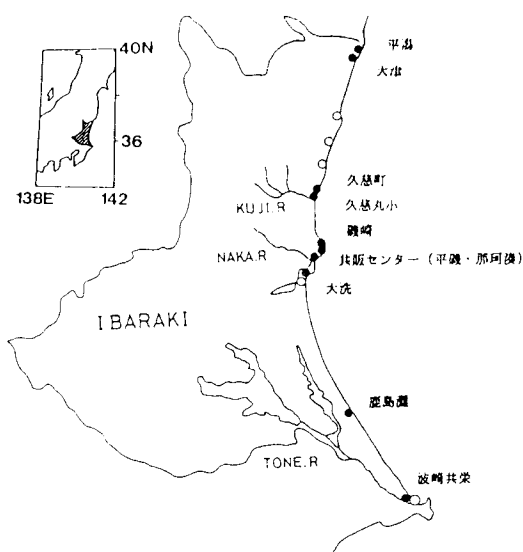 40N
平潟
大津
36
久慈町
138E
142
久慈丸小
KUJI.R
磯崎
NAKA.R
共販センター（平磯・那珂湊）
大洗
IBARAKI
鹿島灘
TONE.R
波崎共栄